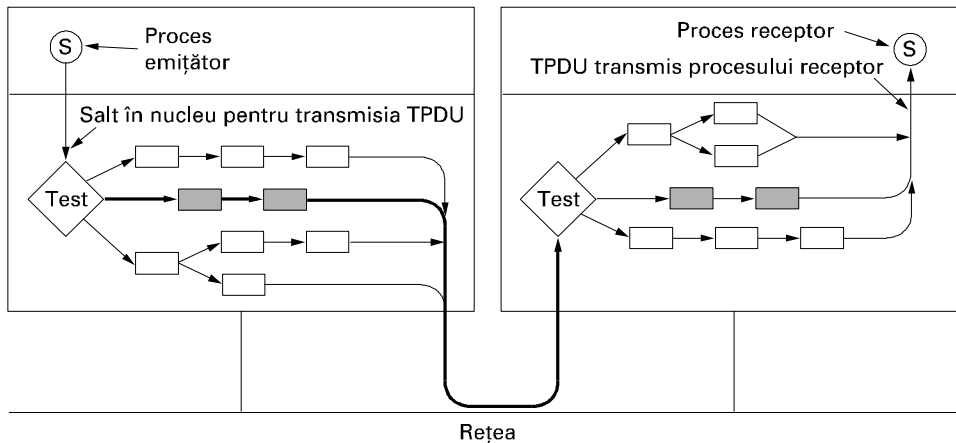 S
Proces
emițător
Proces receptor
S
TPDU transmis procesului receptor
Salt în nucleu pentru transmisia TPDU
Test
Test
Rețea